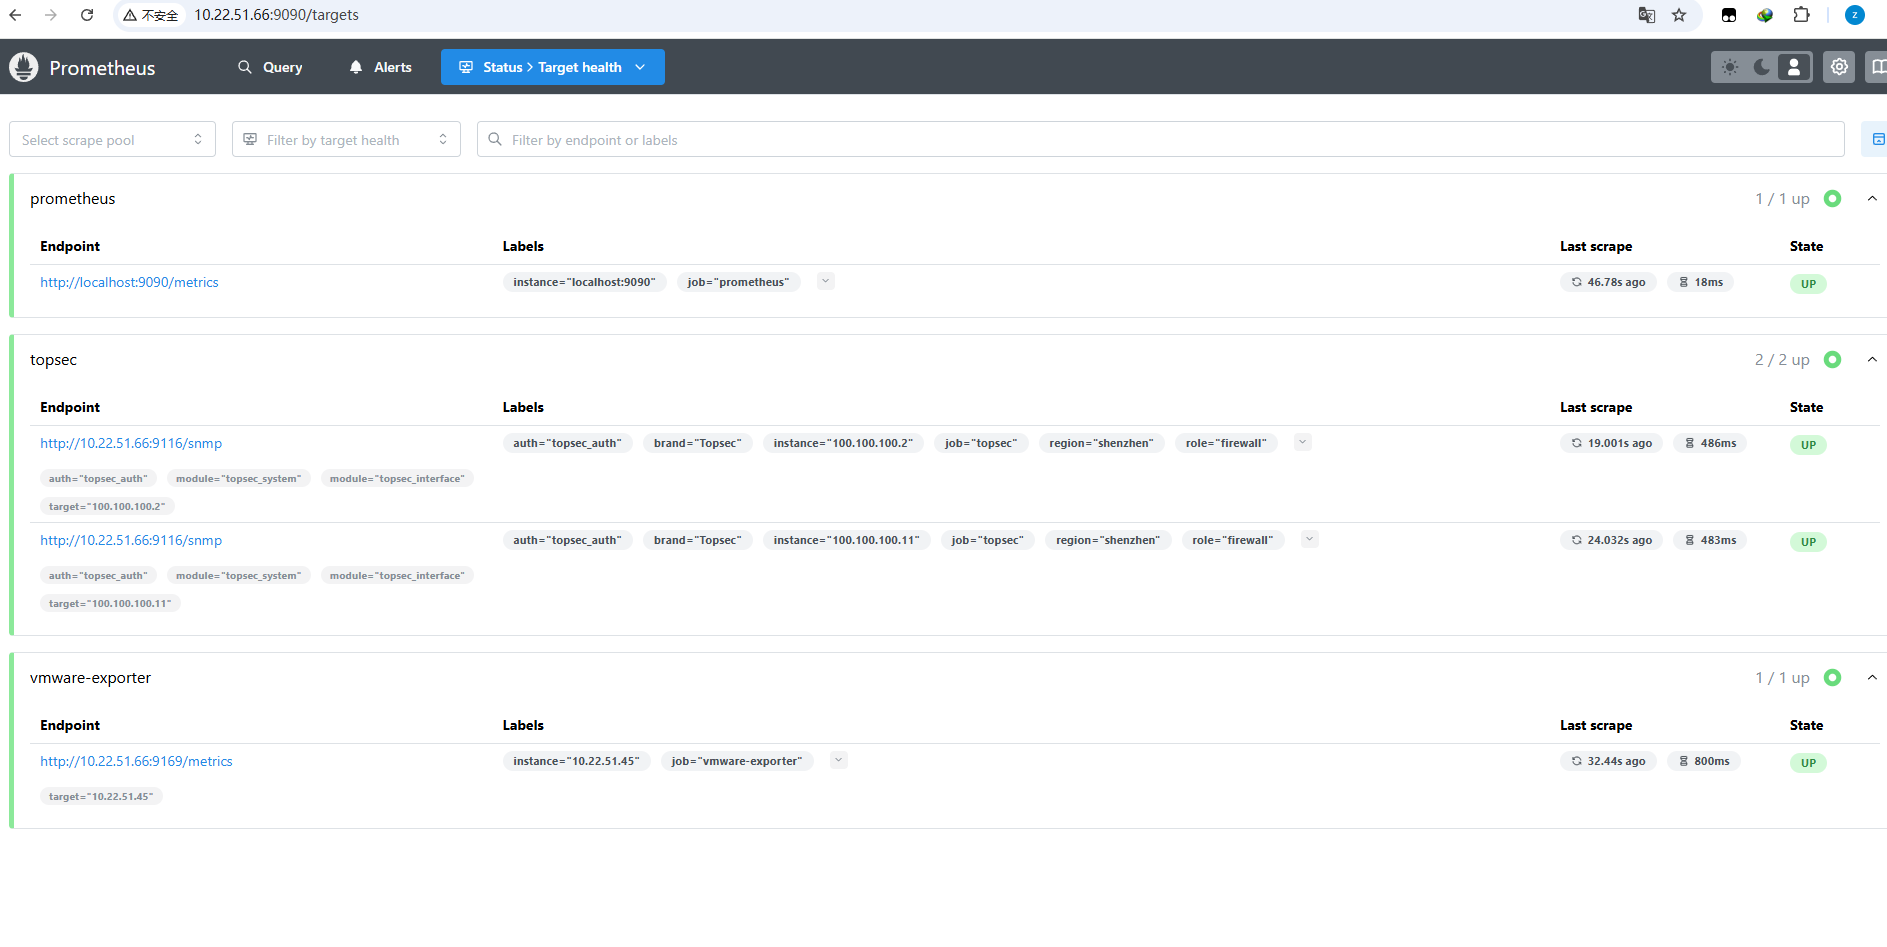 不安全 10.22.51.66:9090/targets
Prometheus Query Alerts Status > Target health
Select scrape pool Filter by target health Filter by endpoint or labels
prometheus 1 / 1 up
Endpoint Labels Last scrape State
http://localhost:9090/metrics instance="localhost:9090" job="prometheus" 46.78s ago 18ms UP
topsec 2 / 2 up
Endpoint Labels Last scrape State
http://10.22.51.66:9116/snmp auth="topsec_auth" brand="Topsec" instance="100.100.100.2" job="topsec" region="shenzhen" role="firewall" 19.001s ago 486ms UP
auth="topsec_auth" module="topsec_system" module="topsec_interface"
target="100.100.100.2"
http://10.22.51.66:9116/snmp auth="topsec_auth" brand="Topsec" instance="100.100.100.11" job="topsec" region="shenzhen" role="firewall" 24.032s ago 483ms UP
auth="topsec_auth" module="topsec_system" module="topsec_interface"
target="100.100.100.11"
vmware-exporter 1 / 1 up
Endpoint Labels Last scrape State
http://10.22.51.66:9169/metrics instance="10.22.51.45" job="vmware-exporter" 32.44s ago 800ms UP
target="10.22.51.45"